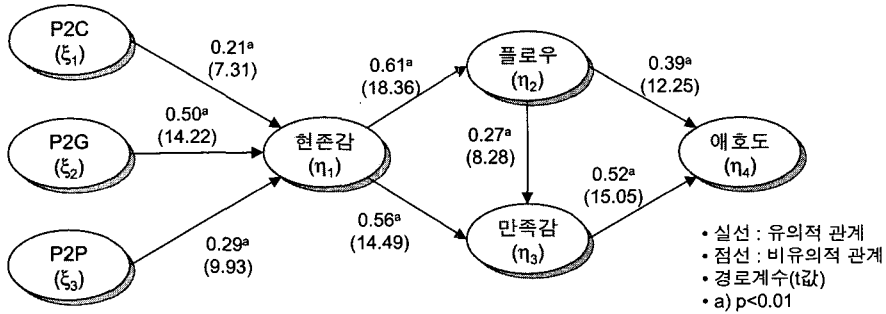 P2C
(ξ₁)
0.21ᵃ
(7.31)
P2G
(ξ₂)
0.50ᵃ
(14.22)
P2P
(ξ₃)
0.29ᵃ
(9.93)
현존감
(η₁)
0.61ᵃ
(18.36)
0.56ᵃ
(14.49)
플로우
(η₂)
0.27ᵃ
(8.28)
만족감
(η₃)
0.39ᵃ
(12.25)
0.52ᵃ
(15.05)
애호도
(η₄)
• 실선 : 유의적 관계
• 점선 : 비유의적 관계
• 경로계수(t값)
• a) p<0.01